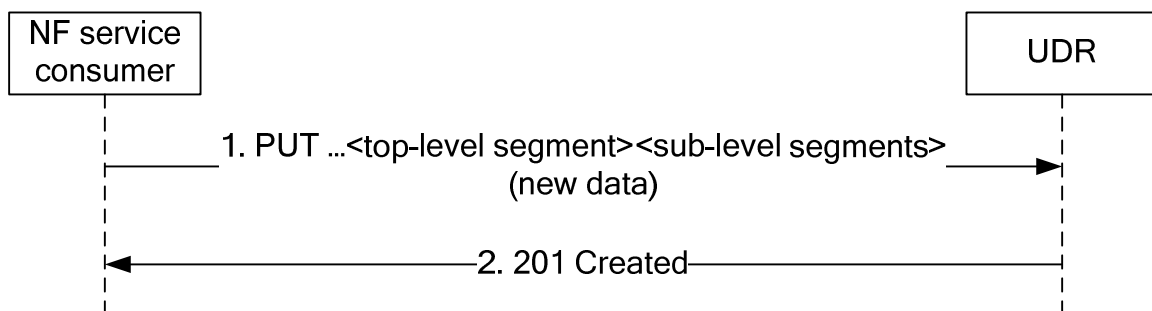 NF service
consumer
UDR
1. PUT ...<top-level segment><sub-level segments>
(new data)
2. 201 Created